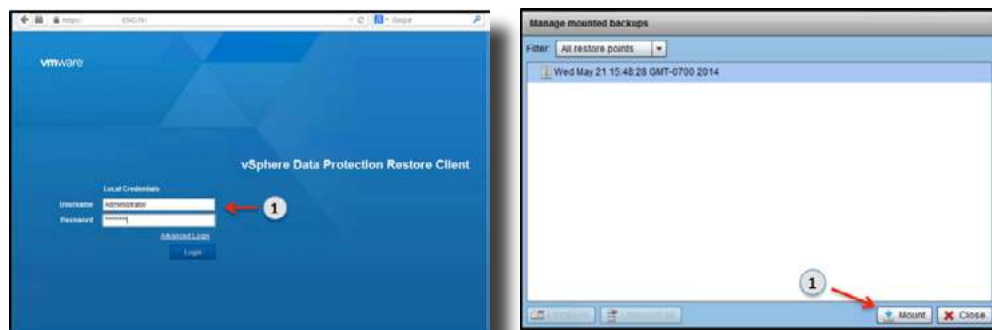 Google
vmware
vSphere Data Protection Restore Client
Local Credentials
Username
Administrator
1
Password
********
Advanced Login
Login
Manage mounted backups
Filter: All restore points
Wed May 21 15:48:28 GMT-0700 2014
1
Mount
Close